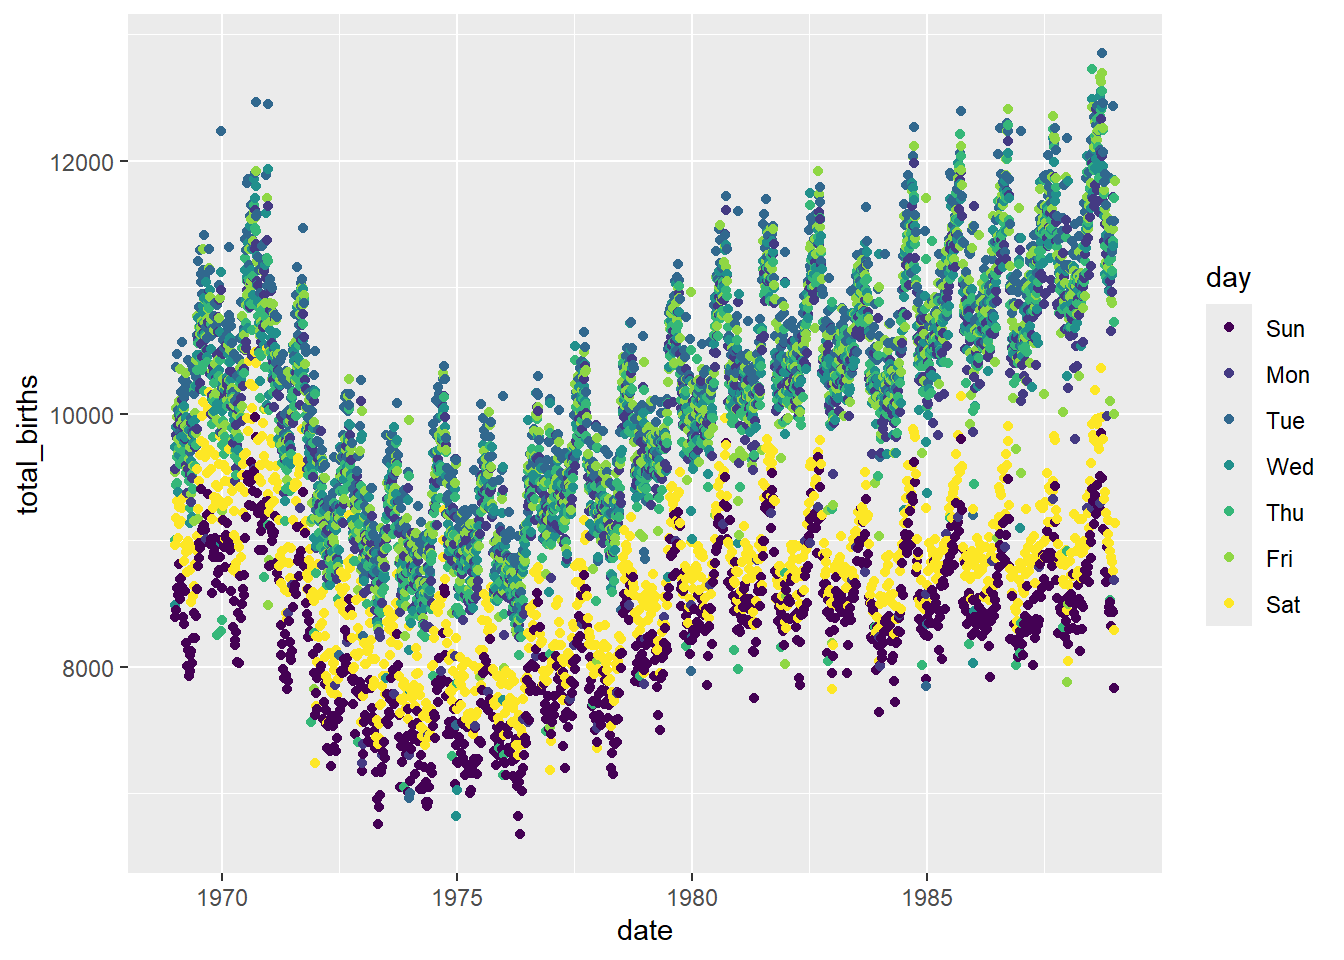 total_births
12000
10000
8000
1970
1975
1980
1985
date
day
Sun
Mon
Tue
Wed
Thu
Fri
Sat